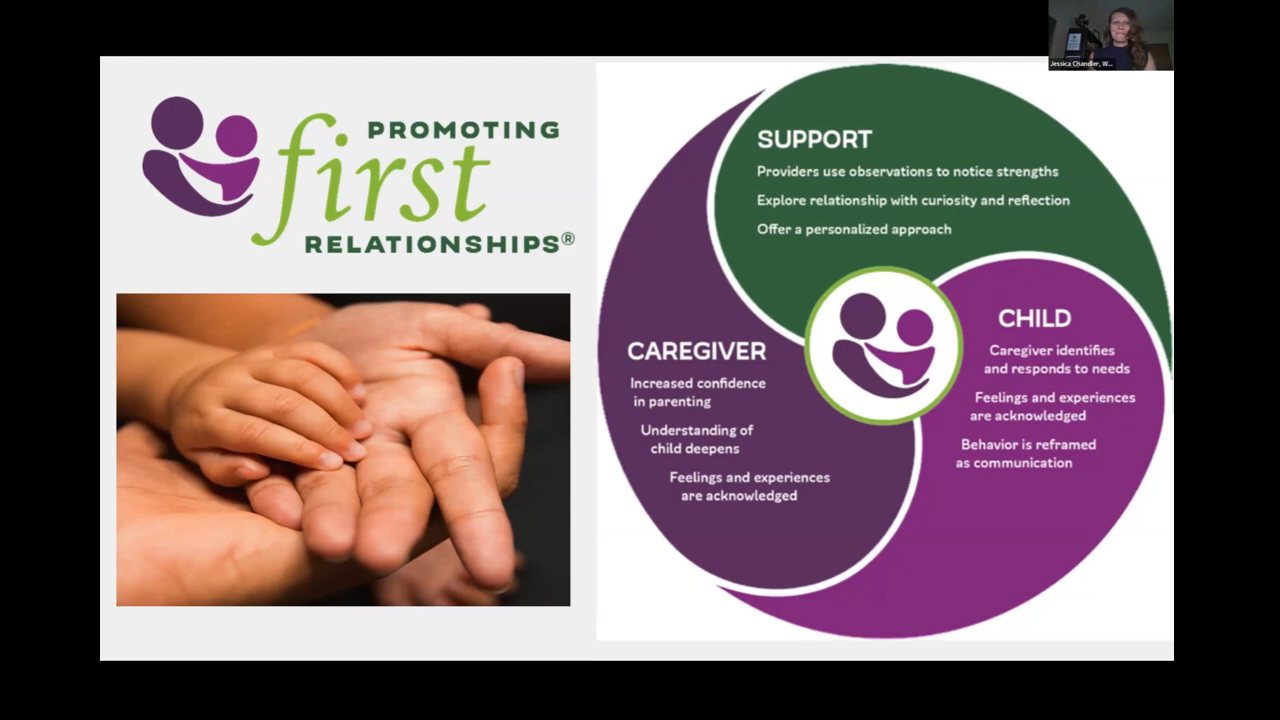 Jessica Chandler, W...
PROMOTING
first
RELATIONSHIPS®
SUPPORT
Providers use observations to notice strengths
Explore relationship with curiosity and reflection
Offer a personalized approach
CAREGIVER
Increased confidence
in parenting
Understanding of
child deepens
Feelings and experiences
are acknowledged
CHILD
Caregiver identifies
and responds to needs
Feelings and experiences
are acknowledged
Behavior is reframed
as communication